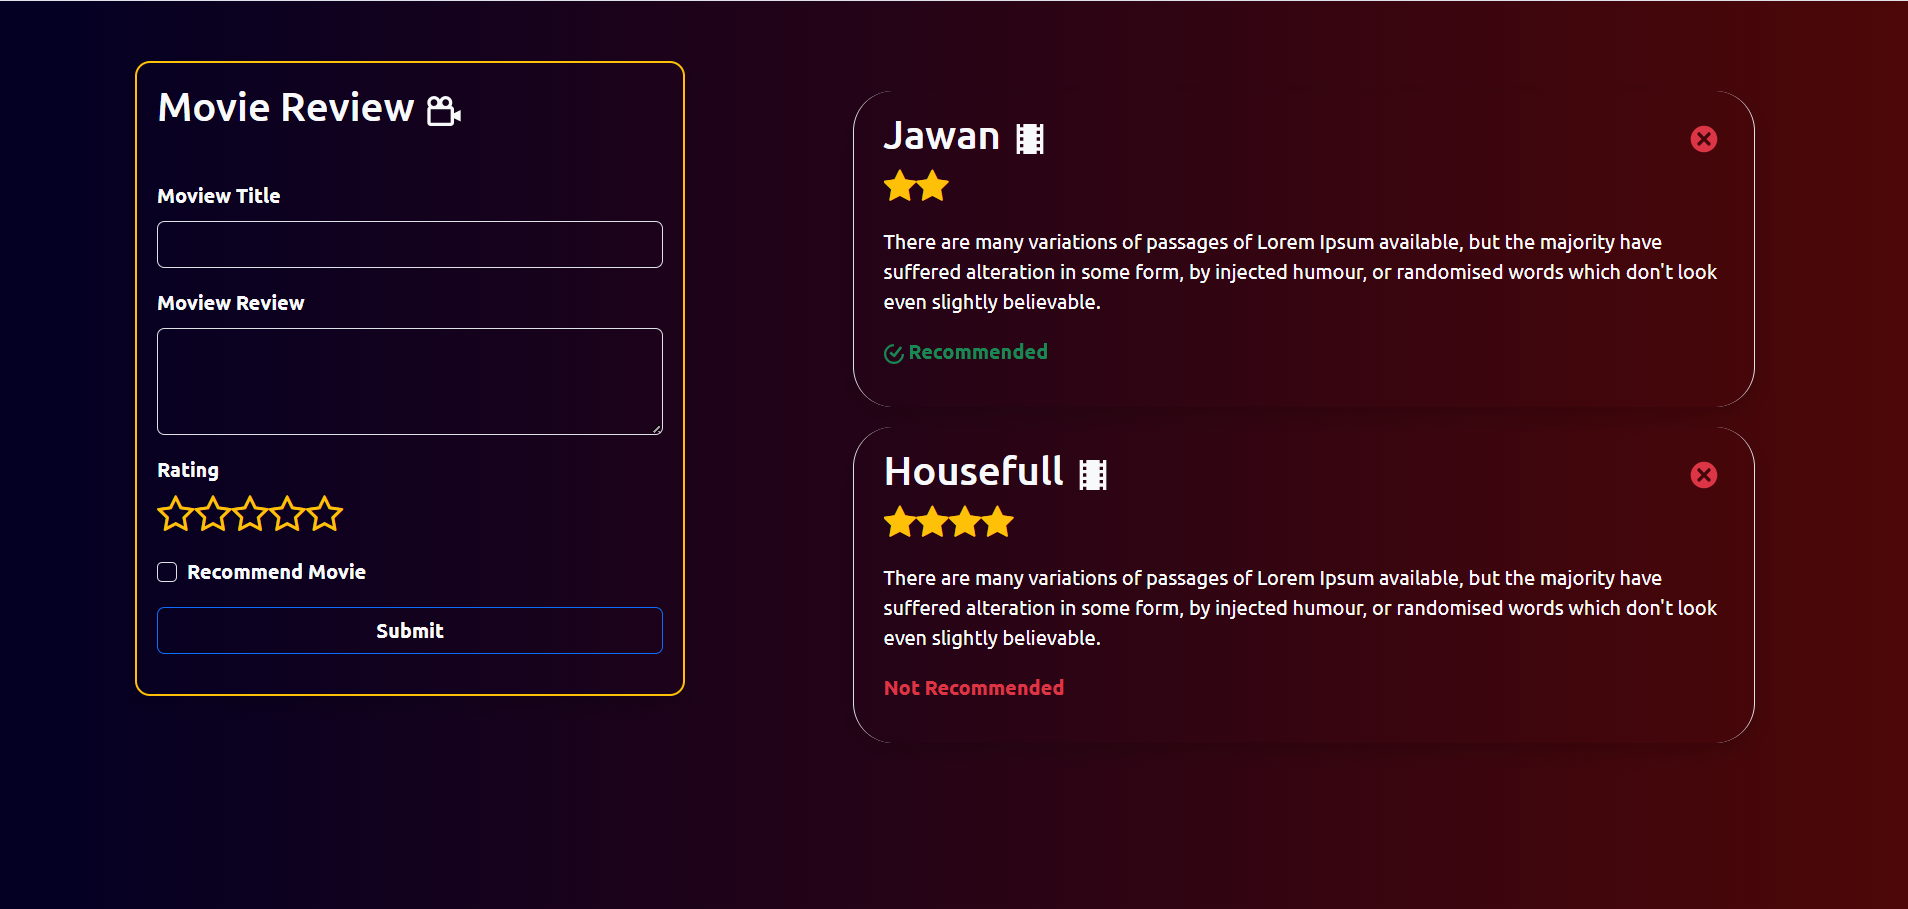 Movie Review
Moview Title
Moview Review
Rating
Recommend Movie
Submit
Jawan
There are many variations of passages of Lorem Ipsum available, but the majority have
suffered alteration in some form, by injected humour, or randomised words which don't look
even slightly believable.
Recommended
Housefull
There are many variations of passages of Lorem Ipsum available, but the majority have
suffered alteration in some form, by injected humour, or randomised words which don't look
even slightly believable.
Not Recommended